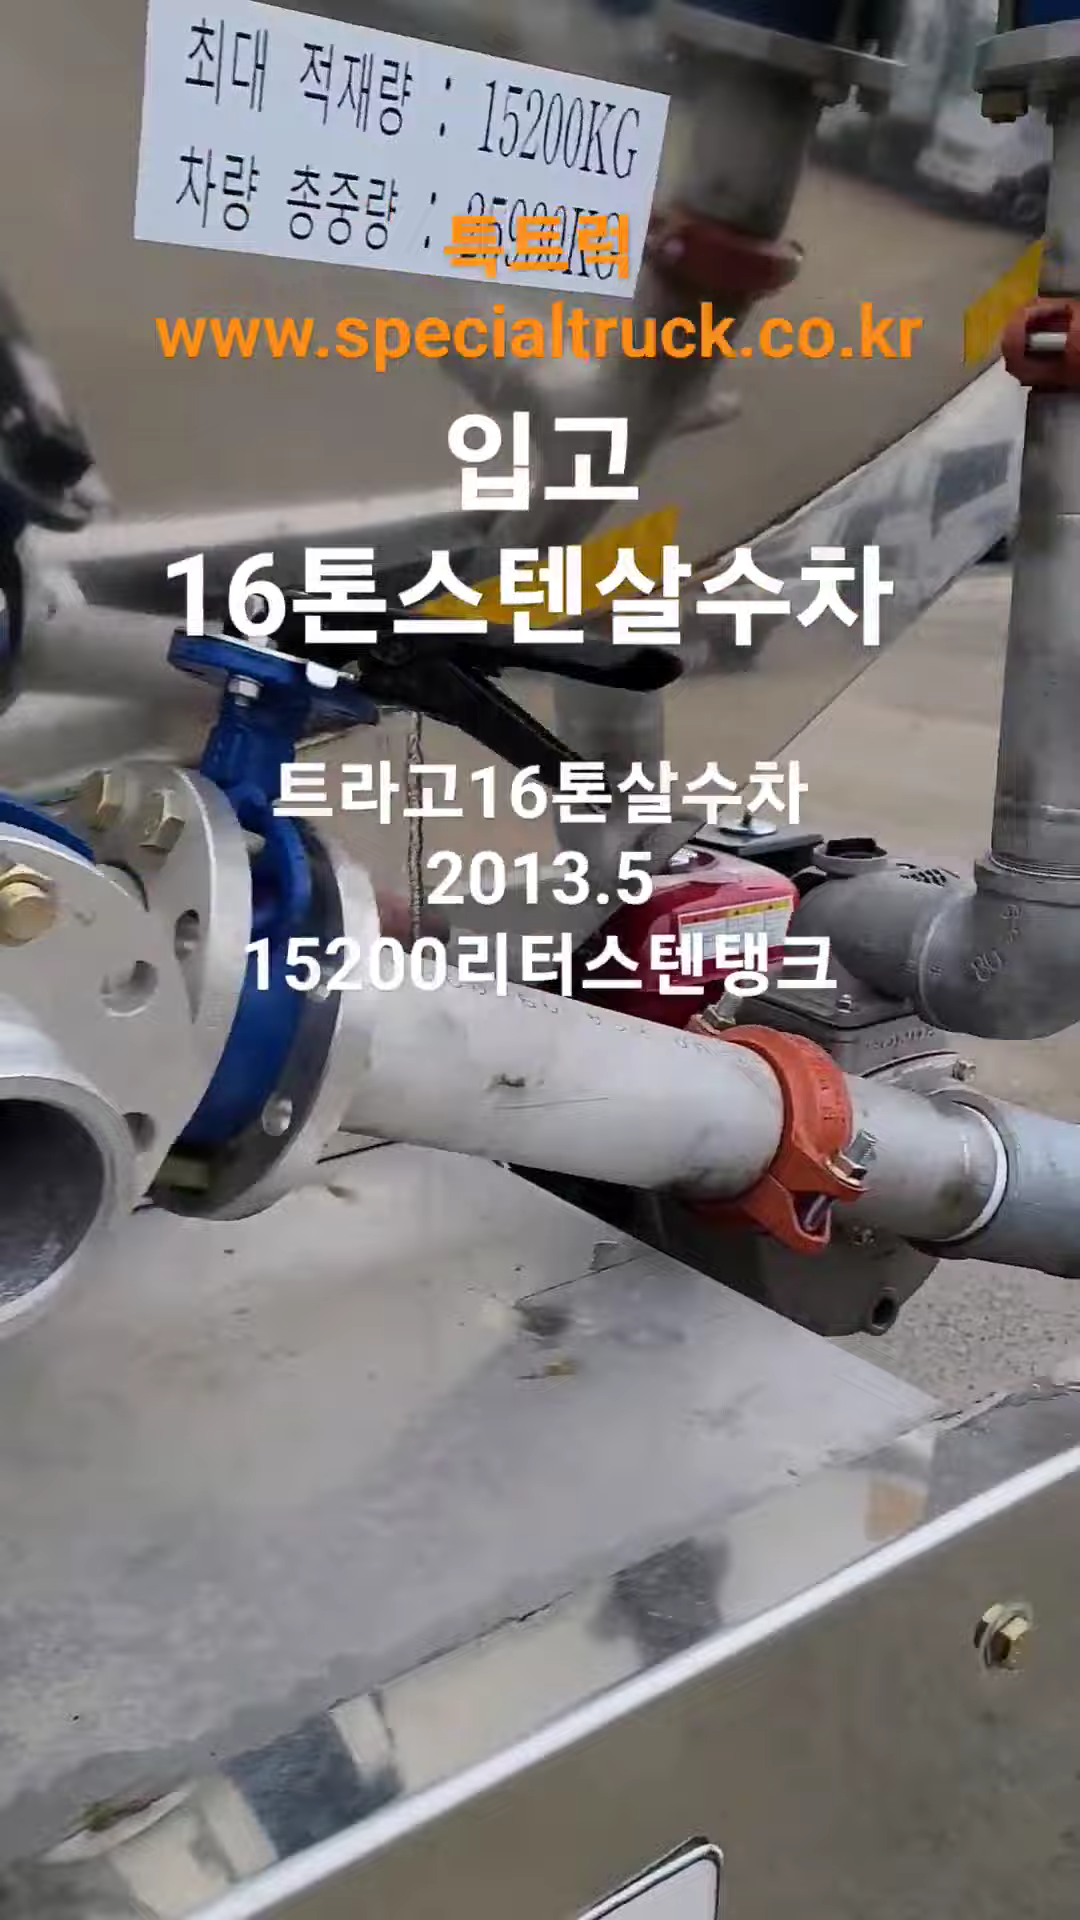 최대 적재량 : 15200KG
차량 총중량 :
특트럭
www.specialtruck.co.kr
입고
16톤스텐살수차
트라고16톤살수차
2013.5
15200리터스텐탱크